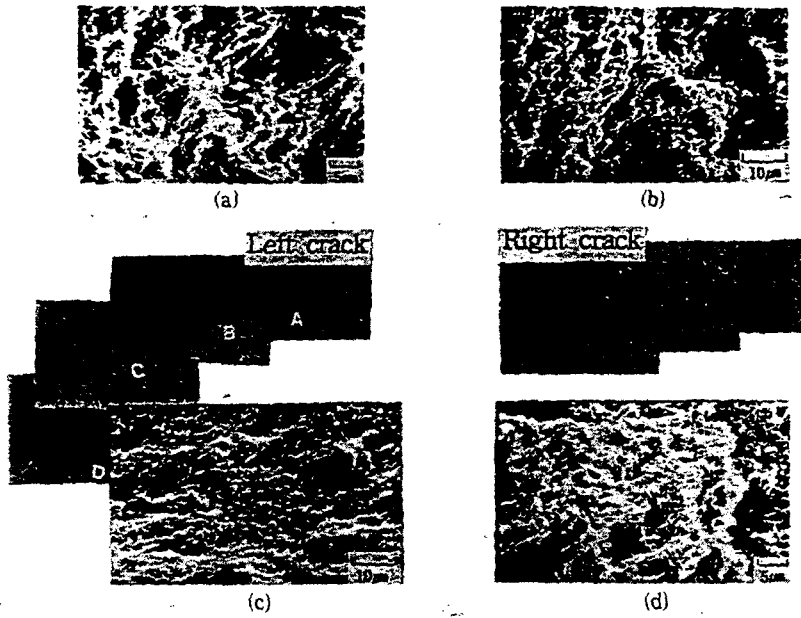 (a)
10μm
(b)
Left crack
Right crack
A
B
C
D
10μm
5μm
(c)
(d)